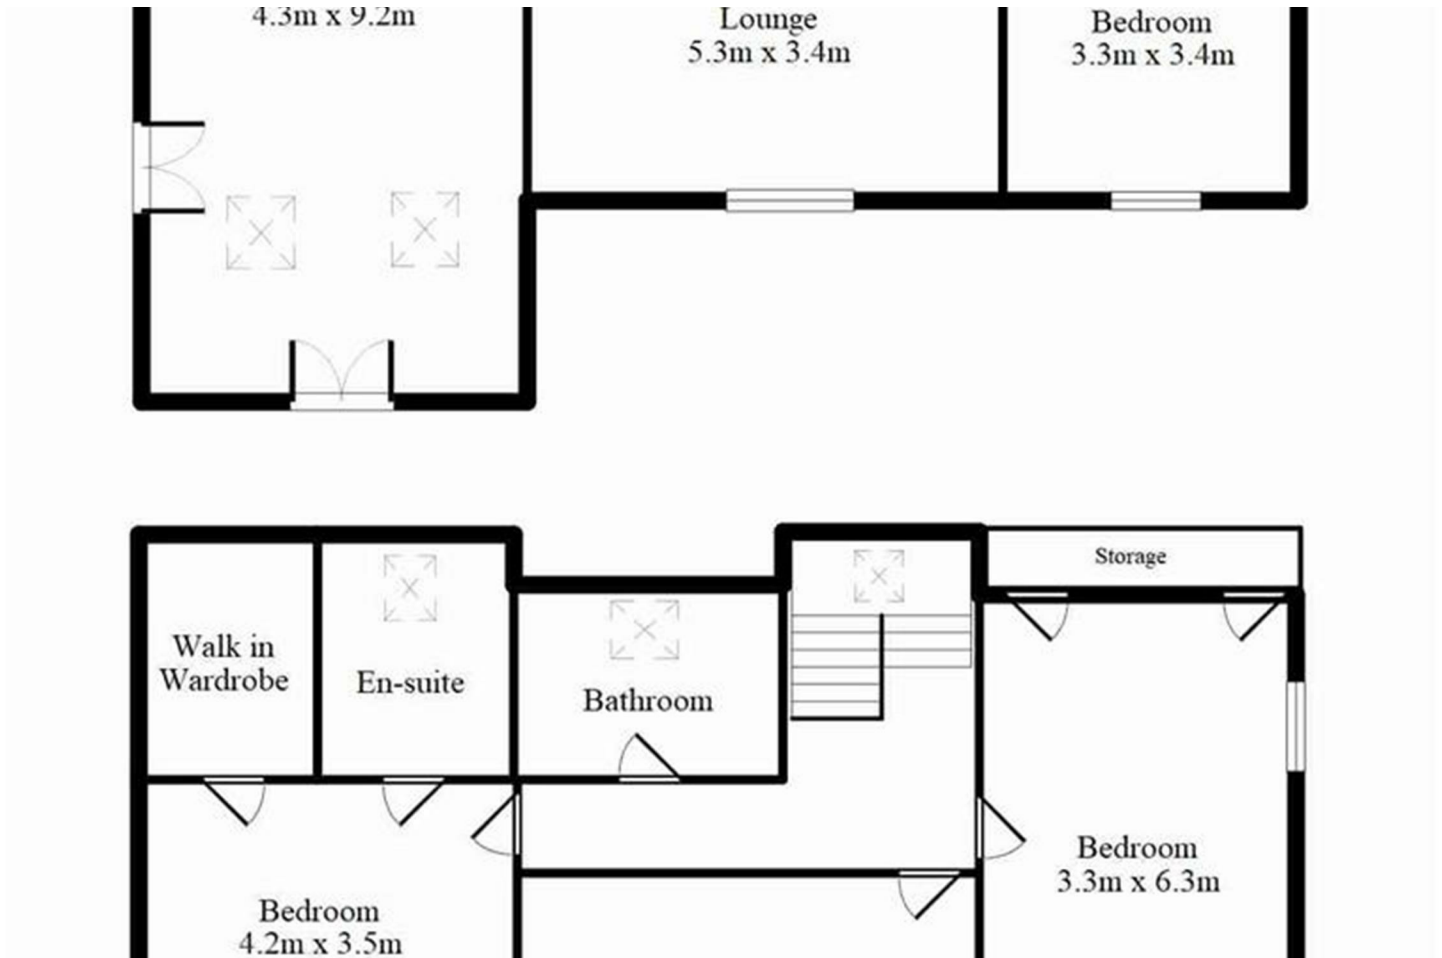 4.3m x 9.2m
Lounge
5.3m x 3.4m
Bedroom
3.3m x 3.4m
Storage
Walk in
Wardrobe
En-suite
Bathroom
Bedroom
3.3m x 6.3m
Bedroom
4.2m x 3.5m